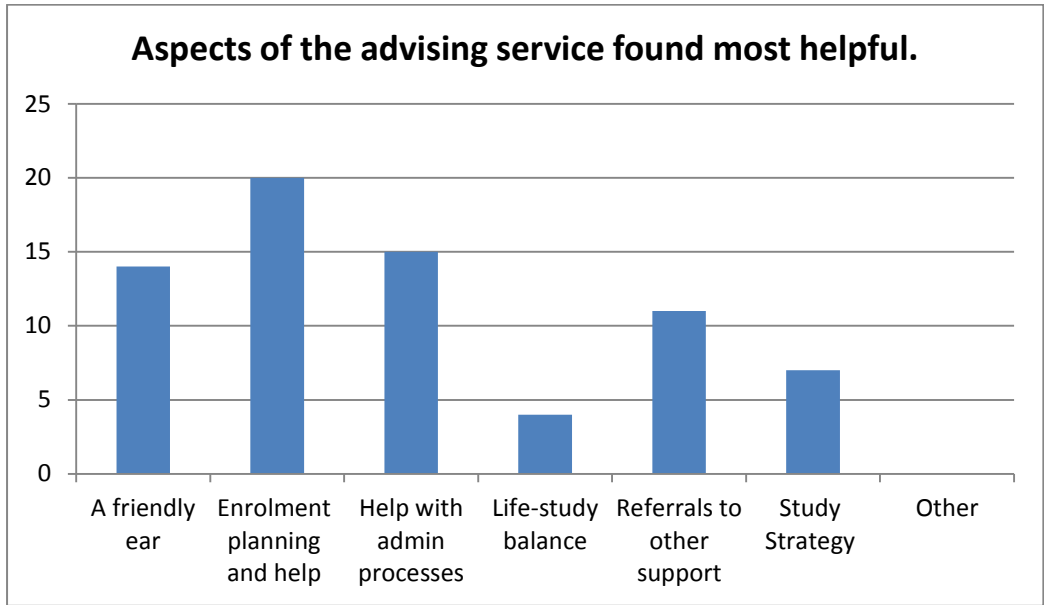 Aspects of the advising service found most helpful.
25
20
15
10
5
0
A friendly
ear
Enrolment
planning
and help
Help with
admin
processes
Life-study
balance
Referrals to
other
support
Study
Strategy
Other